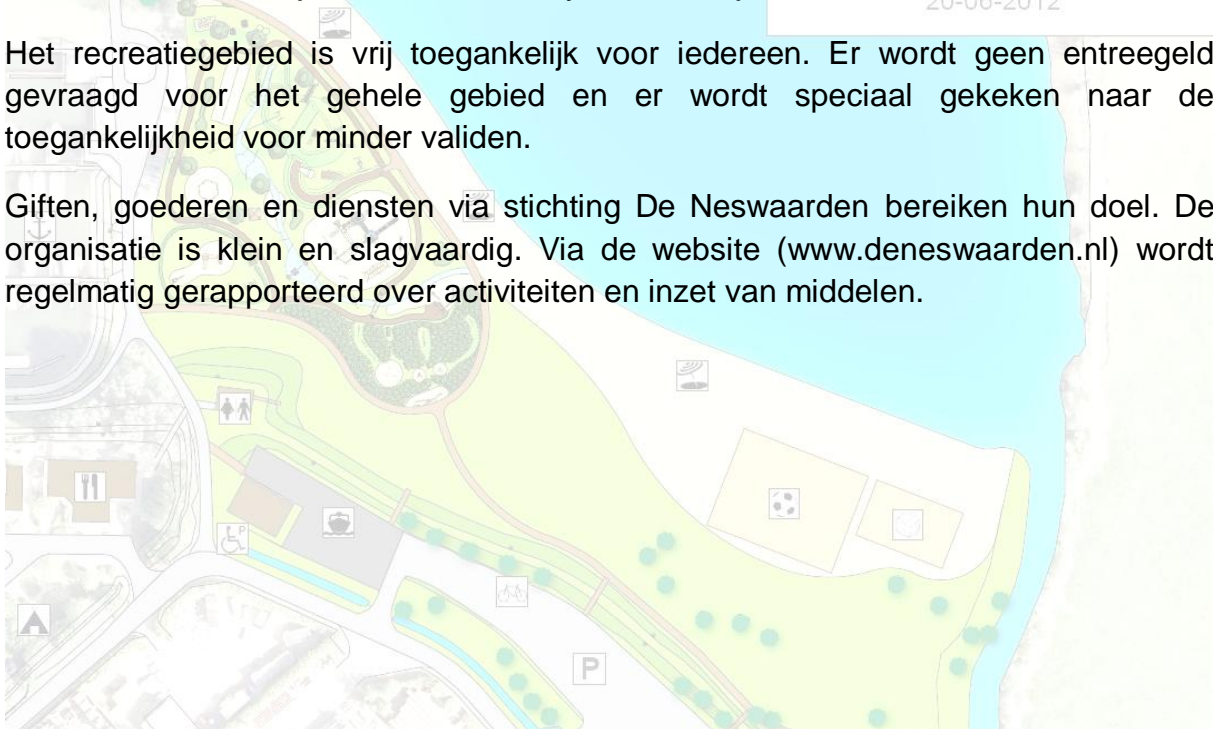 20-06-2012
Het recreatiegebied is vrij toegankelijk voor iedereen. Er wordt geen entreegeld
gevraagd voor het gehele gebied en er wordt speciaal gekeken naar de
toegankelijkheid voor minder validen.
Giften, goederen en diensten via stichting De Neswaarden bereiken hun doel. De
organisatie is klein en slagvaardig. Via de website (www.deneswaarden.nl) wordt
regelmatig gerapporteerd over activiteiten en inzet van middelen.
P
P